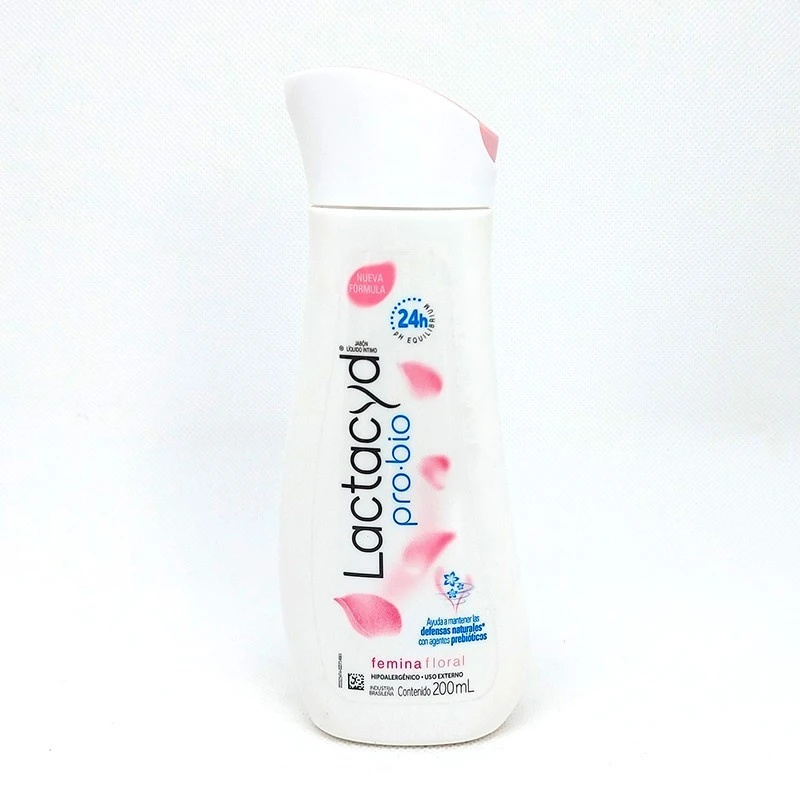 NUEVA
FÓRMULA
24h
PH EQUILIBRIUM
JABÓN
LÍQUIDO ÍNTIMO
Lactacyd®
pro·bio
Ayuda a mantener las
defensas naturales*
con agentes prebióticos
femina floral
HIPOALERGÉNICO • USO EXTERNO
INDUSTRIA
BRASILEÑA
Contenido 200mL